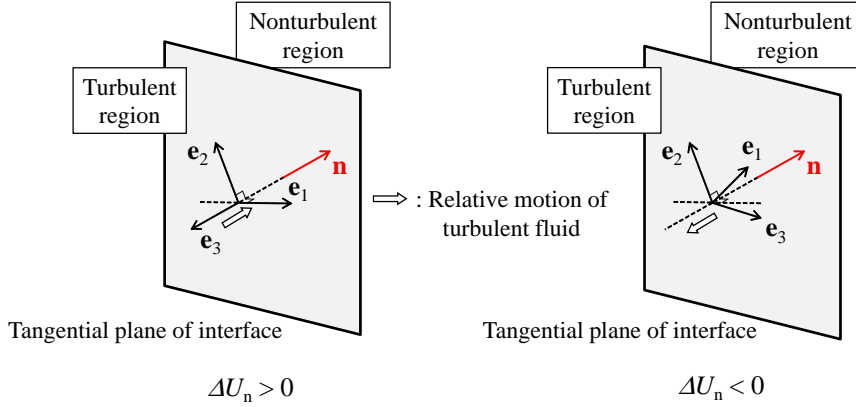 Nonturbulent
region
Turbulent
region
e2
n
e1
e3
Tangential plane of interface
ΔUn > 0
⇨ : Relative motion of
turbulent fluid
Nonturbulent
region
Turbulent
region
e2
e1
n
e3
Tangential plane of interface
ΔUn < 0